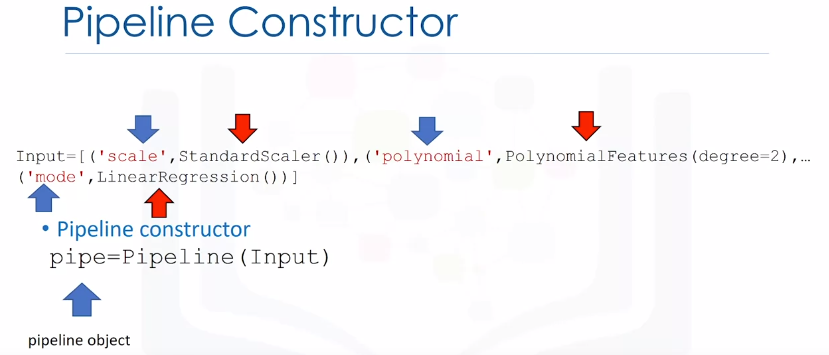 Pipeline Constructor
Input=[('scale',StandardScaler()),('polynomial',PolynomialFeatures(degree=2),…
('mode',LinearRegression())]
• Pipeline constructor
pipe=Pipeline(Input)
pipeline object